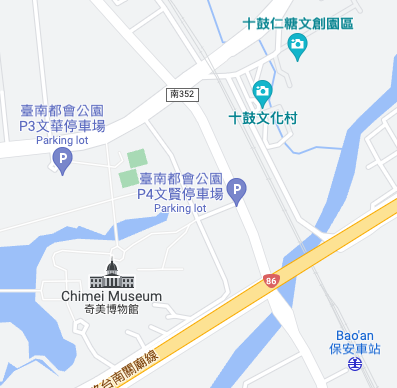 十鼓仁糖文創園區
南352
臺南都會公園
P3文華停車場
Parking lot
P
十鼓文化村
臺南都會公園
P4文賢停車場
Parking lot
P
86
Chimei Museum
奇美博物館
Bao'an
保安車站
台南關廟線